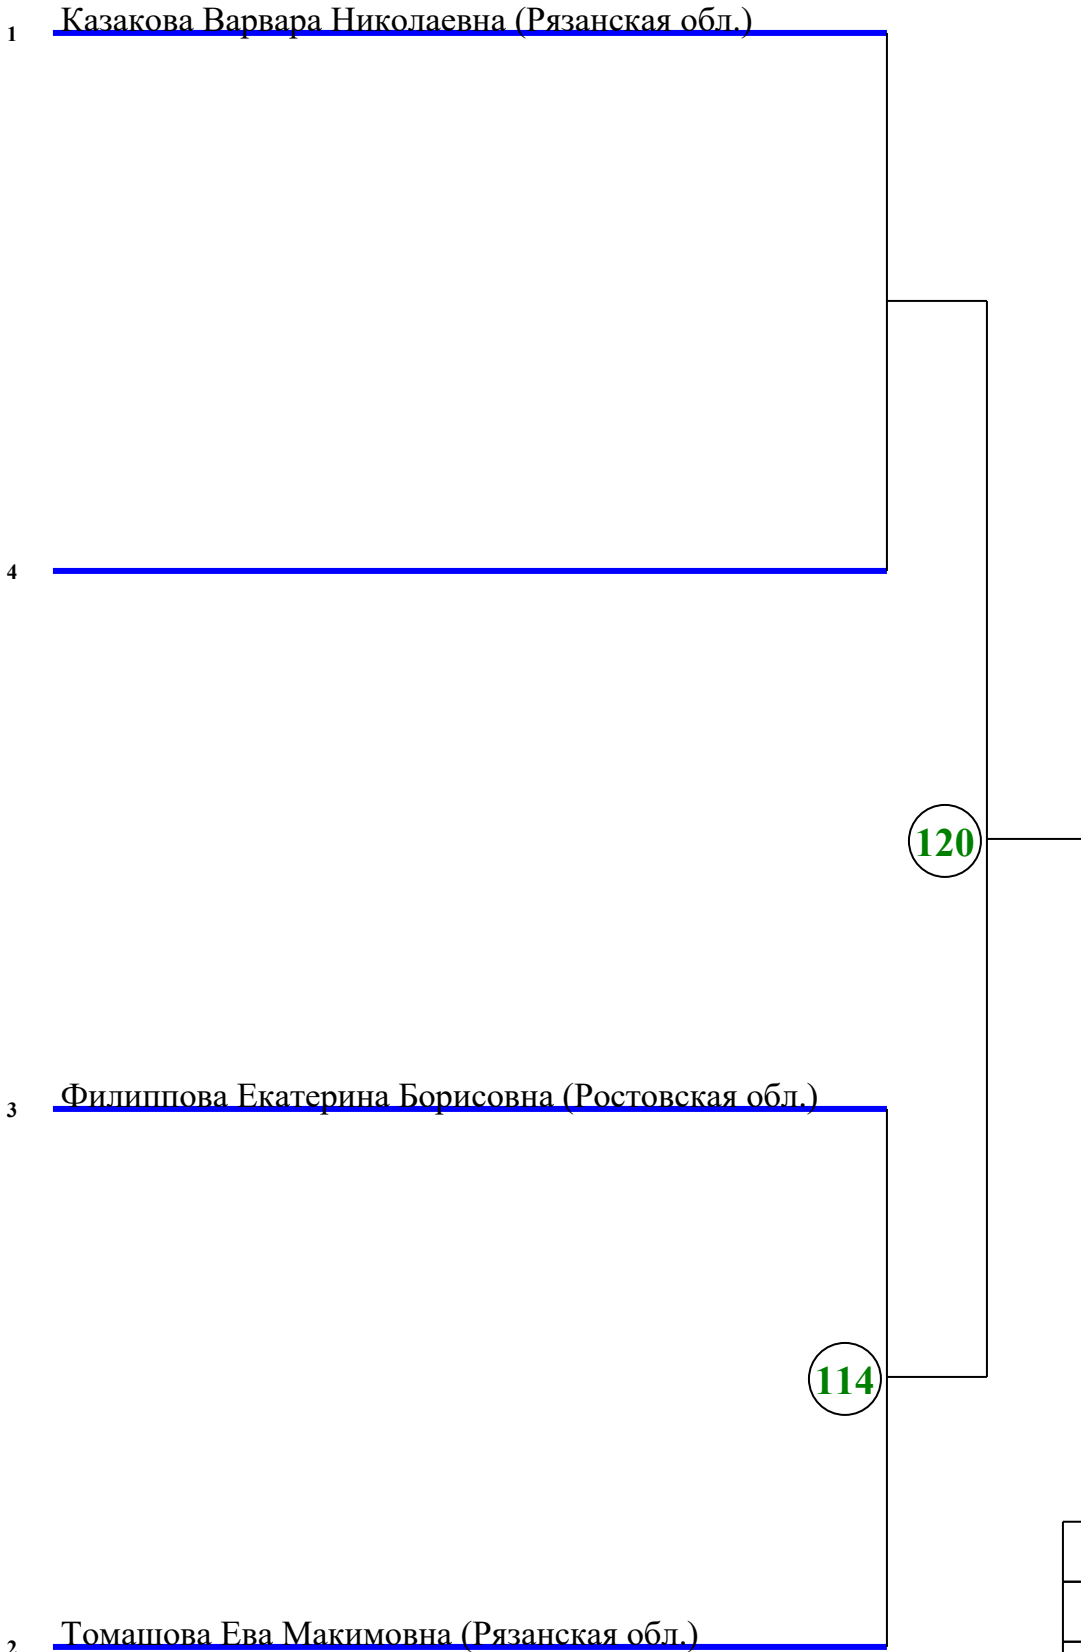 1 Казакова Варвара Николаевна (Рязанская обл.)
4
120
3 Филиппова Екатерина Борисовна (Ростовская обл.)
114
2 Томашова Ева Макимовна (Рязанская обл.)